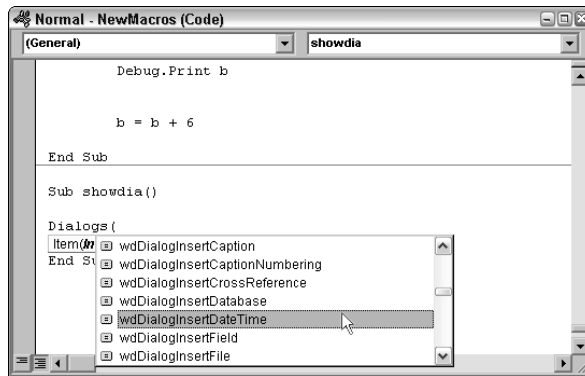 Normal - NewMacros (Code)
(General) showdia
Debug.Print b
b = b + 6
End Sub
Sub showdia()
Dialogs(
Item(In
wdDialogInsertCaption
wdDialogInsertCaptionNumbering
End Su
wdDialogInsertCrossReference
wdDialogInsertDatabase
wdDialogInsertDateTime
wdDialogInsertField
wdDialogInsertFile